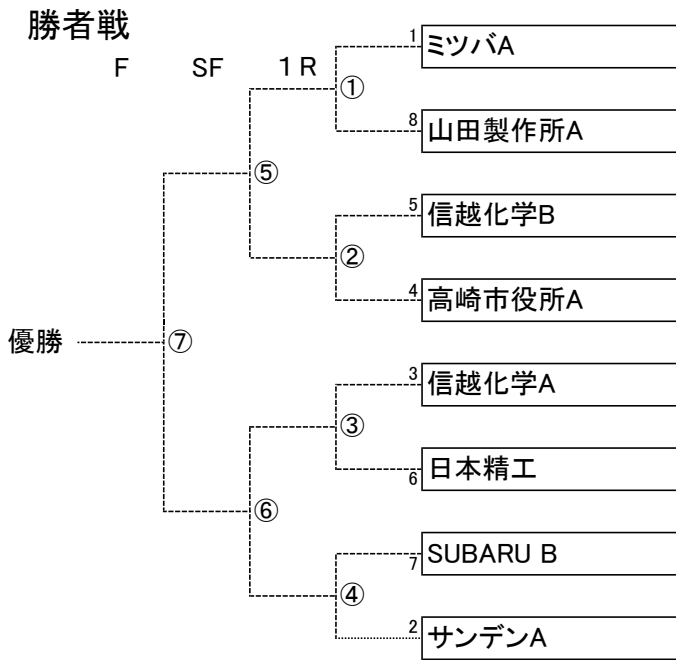 勝者戦
F SF 1R
1 ミツバA
①
8 山田製作所A
⑤
5 信越化学B
②
4 高崎市役所A
優勝 ⑦
3 信越化学A
③
6 日本精工
⑥
7 SUBARU B
④
2 サンデンA